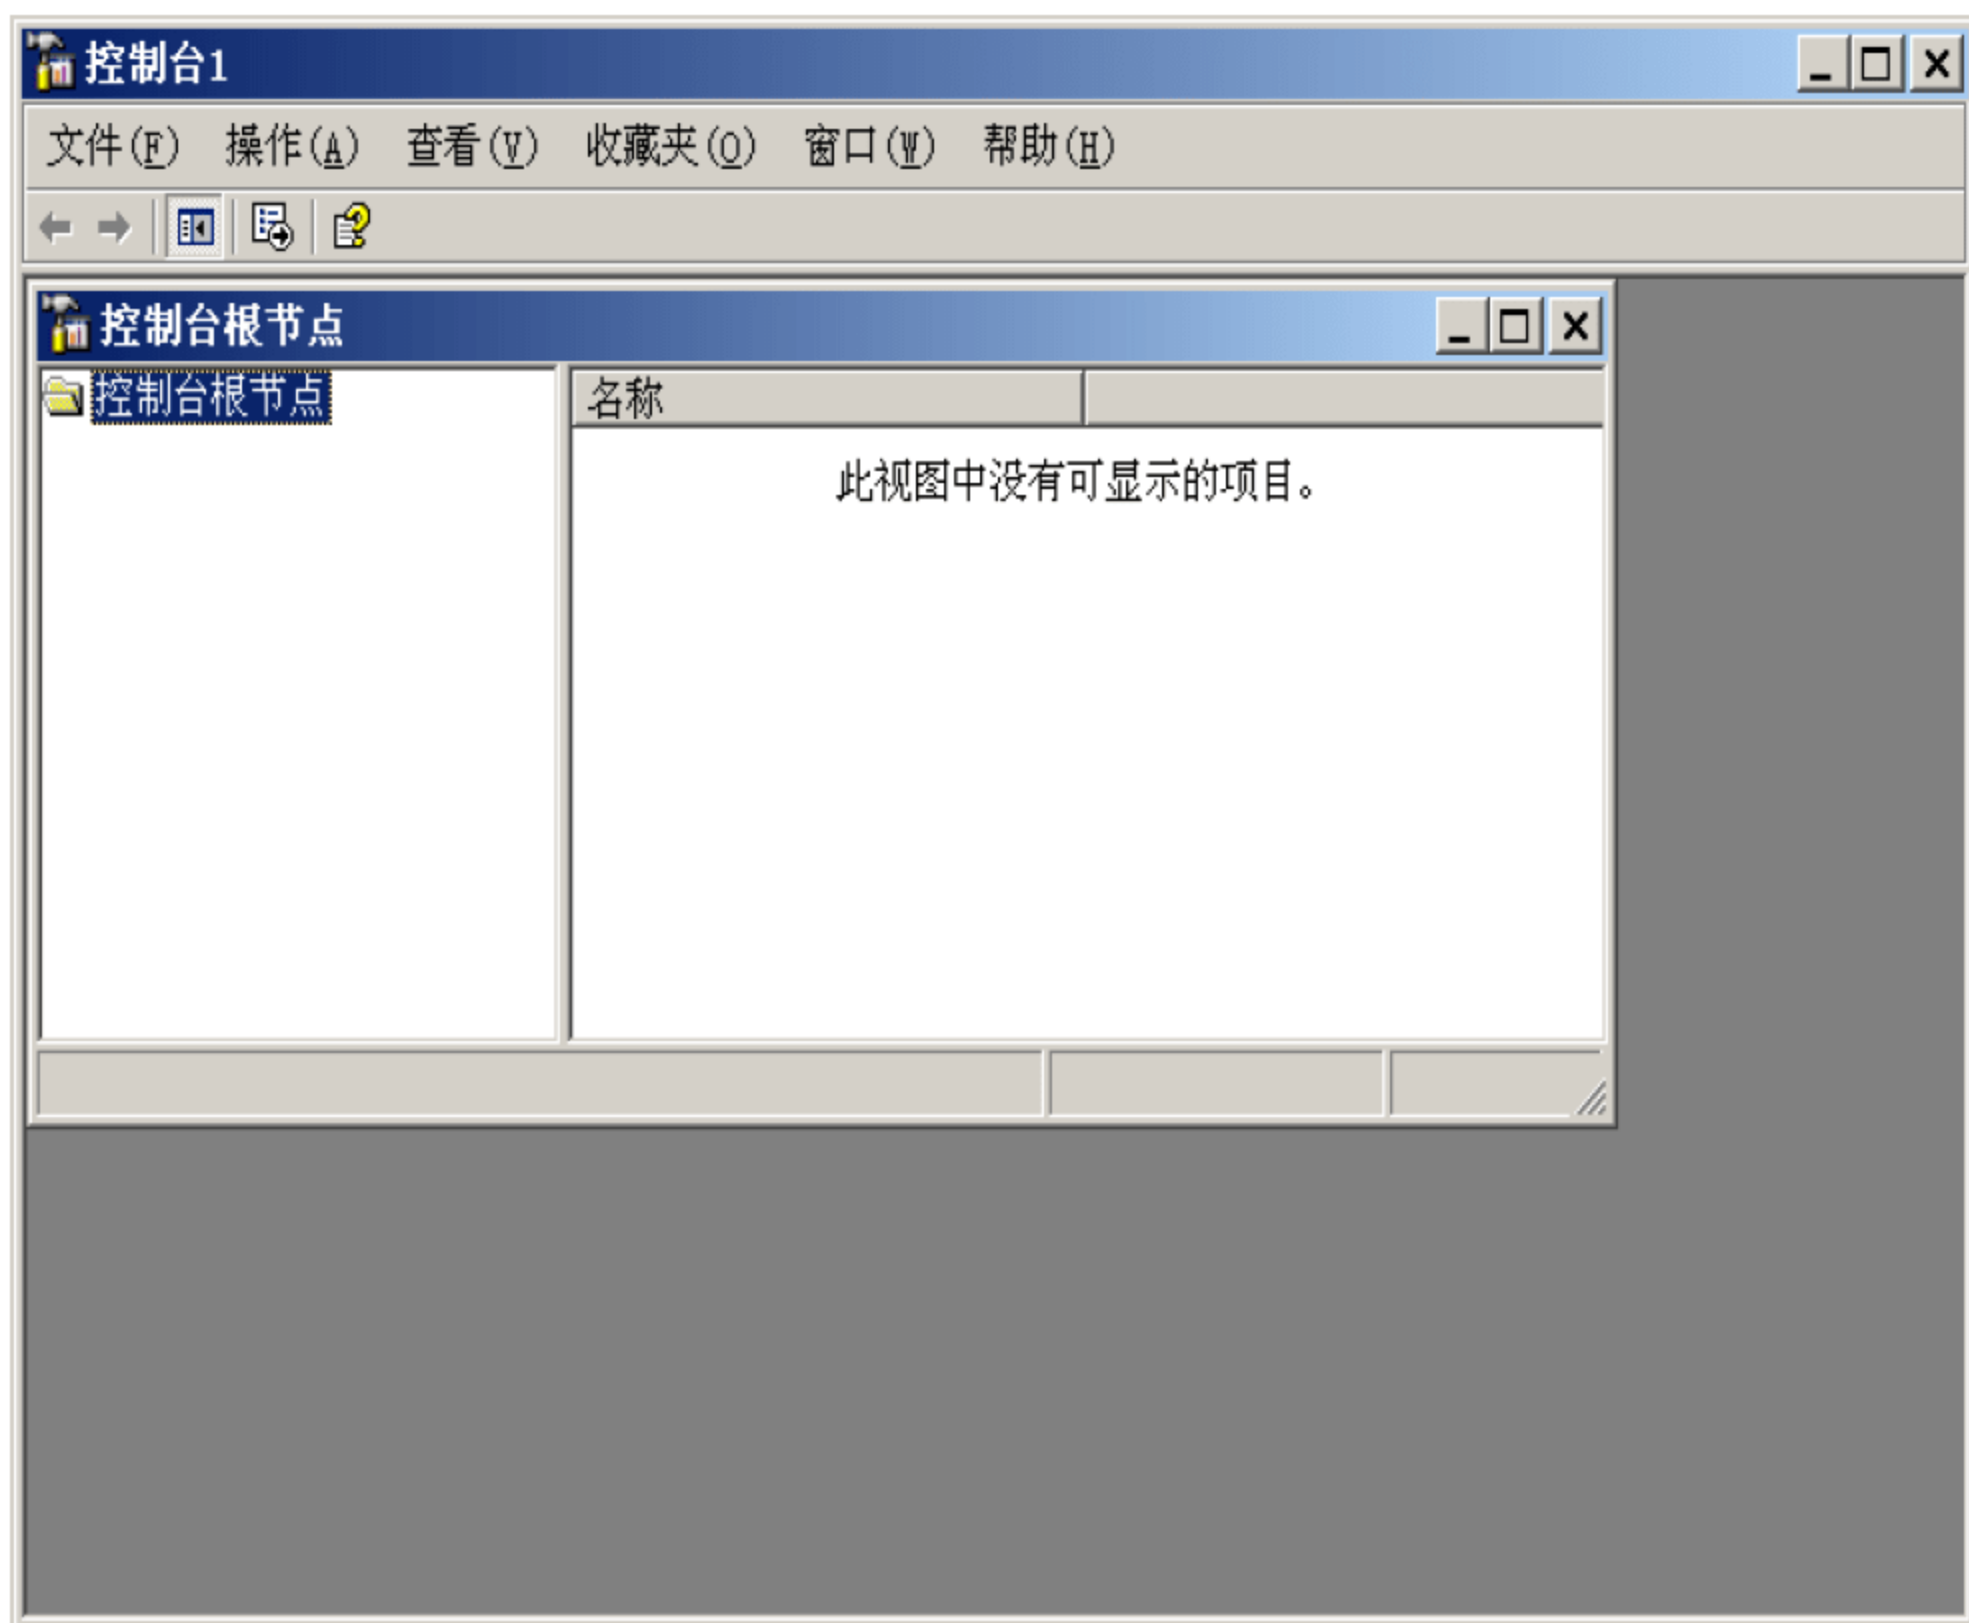 控制台1
文件(F) 操作(A) 查看(V) 收藏夹(O) 窗口(W) 帮助(H)
控制台根节点
控制台根节点
名称
此视图中没有可显示的项目。